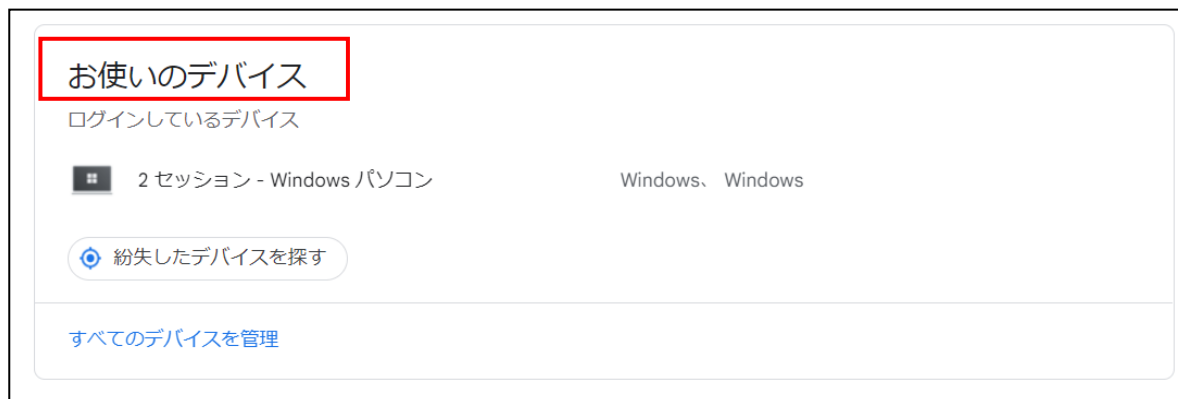 お使いのデバイス
ログインしているデバイス
2 セッション - Windows パソコン Windows、 Windows
紛失したデバイスを探す
すべてのデバイスを管理